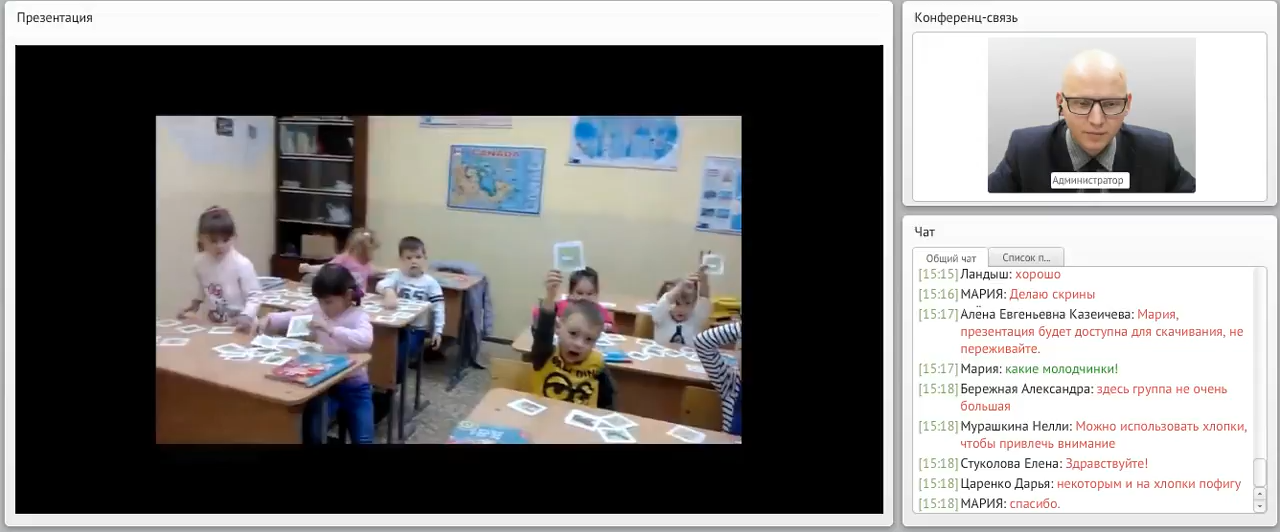 Презентация
CANADA
Конференц-связь
Администратор
Чат
Общий чат
Список п...
[15:15] Ландыш: хорошо
[15:16] МАРИЯ: Делаю скрины
[15:17] Алёна Евгеньевна Казеичева: Мария,
презентация будет доступна для скачивания, не
переживайте.
[15:17] Мария: какие молодчинки!
[15:18] Бережная Александра: здесь группа не очень
большая
[15:18] Мурашкина Нелли: Можно использовать хлопки,
чтобы привлечь внимание
[15:18] Стуколова Елена: Здравствуйте!
[15:18] Царенко Дарья: некоторым и на хлопки пофигу
[15:18] МАРИЯ: спасибо.